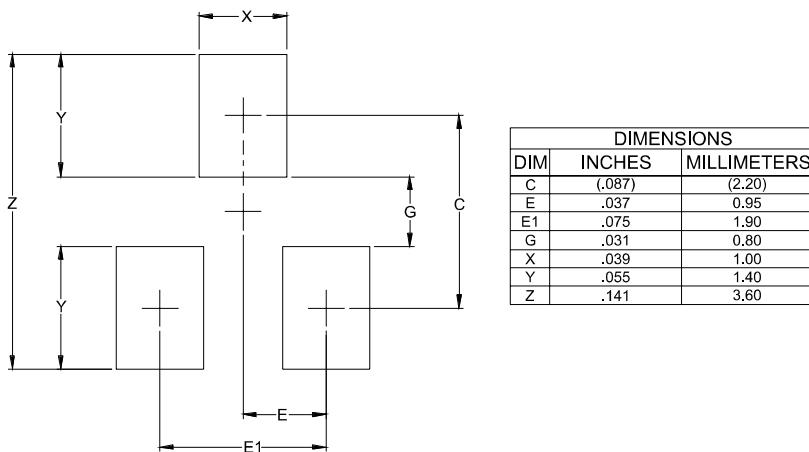 X
Y
Z
G
C
Y
E
E1
DIMENSIONS
DIM INCHES MILLIMETERS
C (.087) (2.20)
E .037 0.95
E1 .075 1.90
G .031 0.80
X .039 1.00
Y .055 1.40
Z .141 3.60